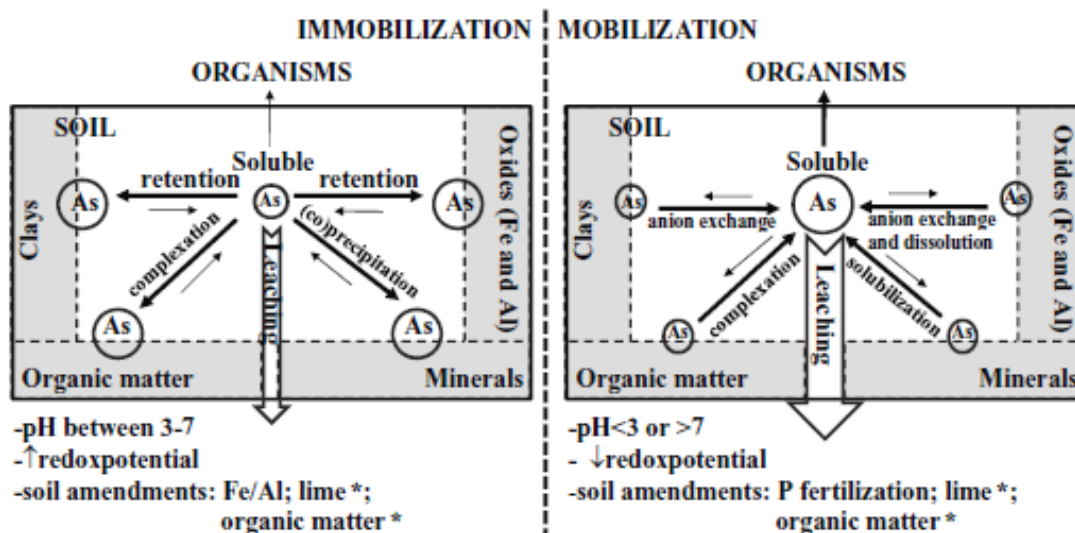 IMMOBILIZATION
ORGANISMS
SOIL
Soluble
retention
retention
As
As
As
Clays
Oxides (Fe and Al)
complexation
(co)precipitation
Leaching
As
As
Organic matter
Minerals
-pH between 3-7
-↑redoxpotential
-soil amendments: Fe/Al; lime *;
organic matter *
MOBILIZATION
ORGANISMS
SOIL
Soluble
As
As
As
Clays
Oxides (Fe and Al)
anion exchange
anion exchange
and dissolution
complexation
solubilization
Leaching
As
As
Organic matter
Minerals
-pH<3 or >7
- ↓redoxpotential
-soil amendments: P fertilization; lime *;
organic matter *